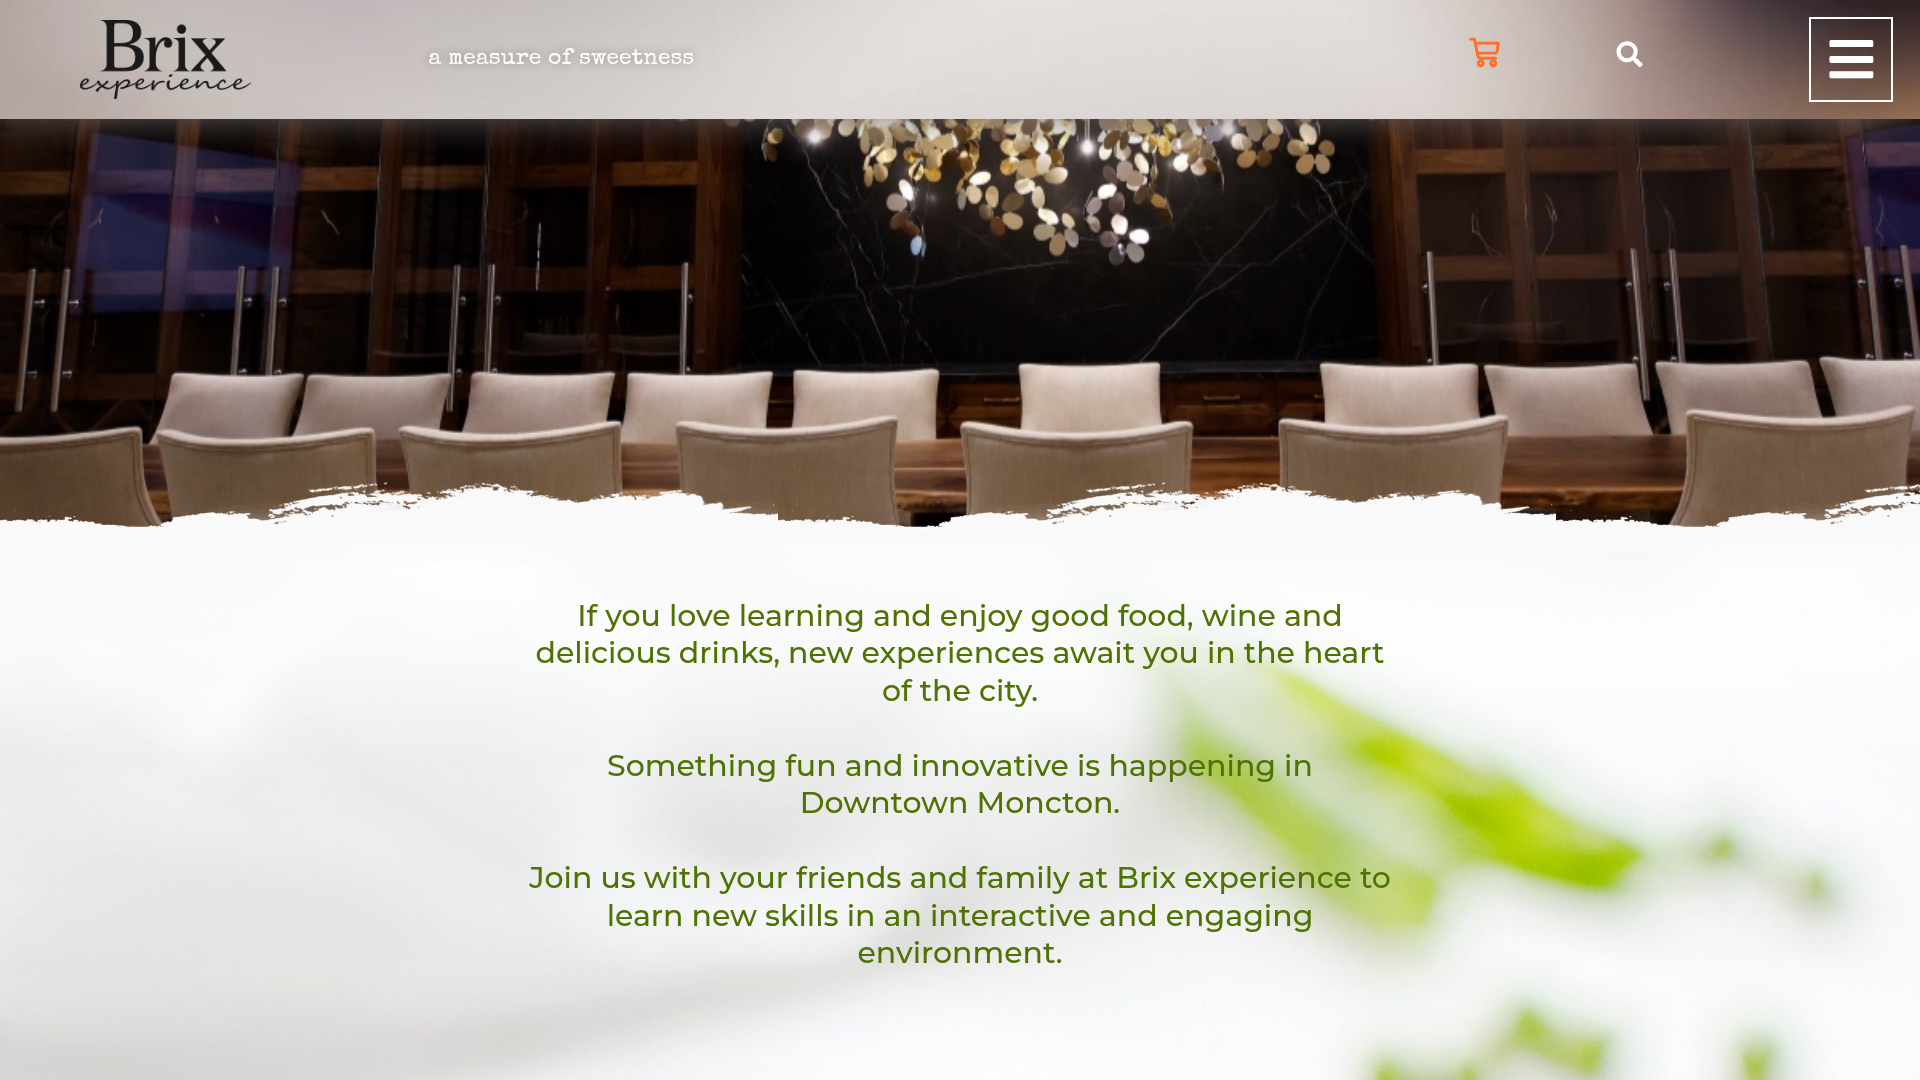 Brix
experience
a measure of sweetness
If you love learning and enjoy good food, wine and
delicious drinks, new experiences await you in the heart
of the city.
Something fun and innovative is happening in
Downtown Moncton.
Join us with your friends and family at Brix experience to
learn new skills in an interactive and engaging
environment.